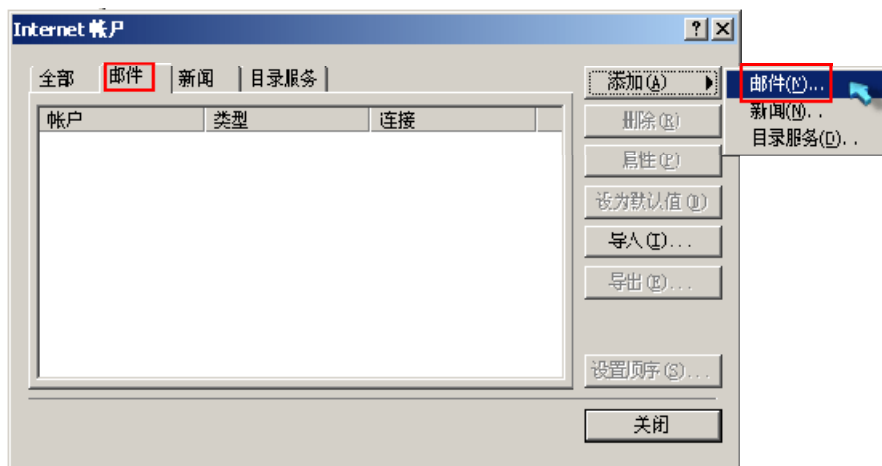 Internet 帐户
全部 邮件 新闻 目录服务
添加(A)
邮件(N)...
新闻(N)..
目录服务(D)..
帐户 类型 连接
删除(R)
属性(P)
设为默认值(D)
导入(I)...
导出(E)...
设置顺序(S)...
关闭